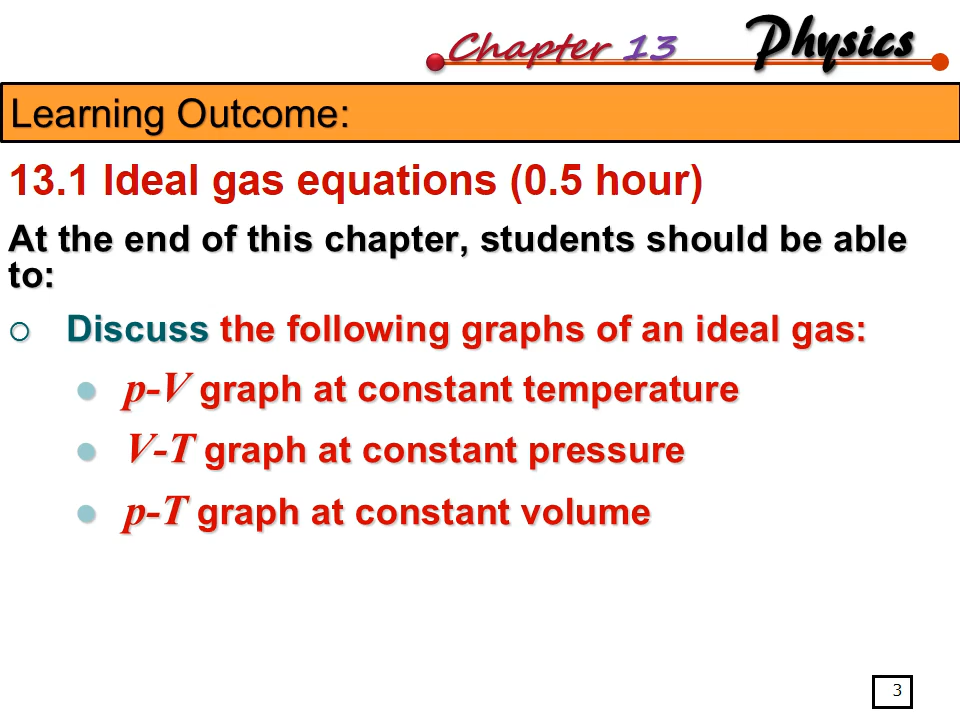 Chapter 13 Physics
Learning Outcome:
13.1 Ideal gas equations (0.5 hour)
At the end of this chapter, students should be able
to:
Discuss the following graphs of an ideal gas:
p-V graph at constant temperature
V-T graph at constant pressure
p-T graph at constant volume
3